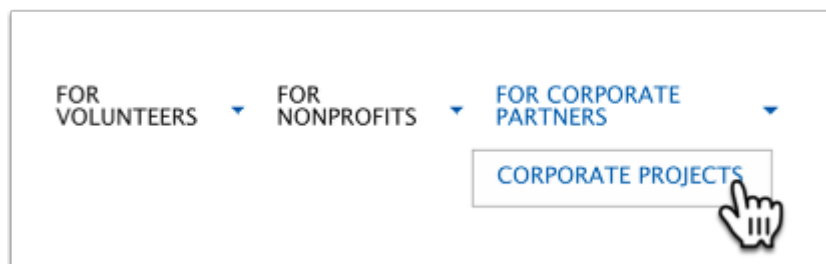 FOR
VOLUNTEERS
FOR
NONPROFITS
FOR CORPORATE
PARTNERS
CORPORATE PROJECTS